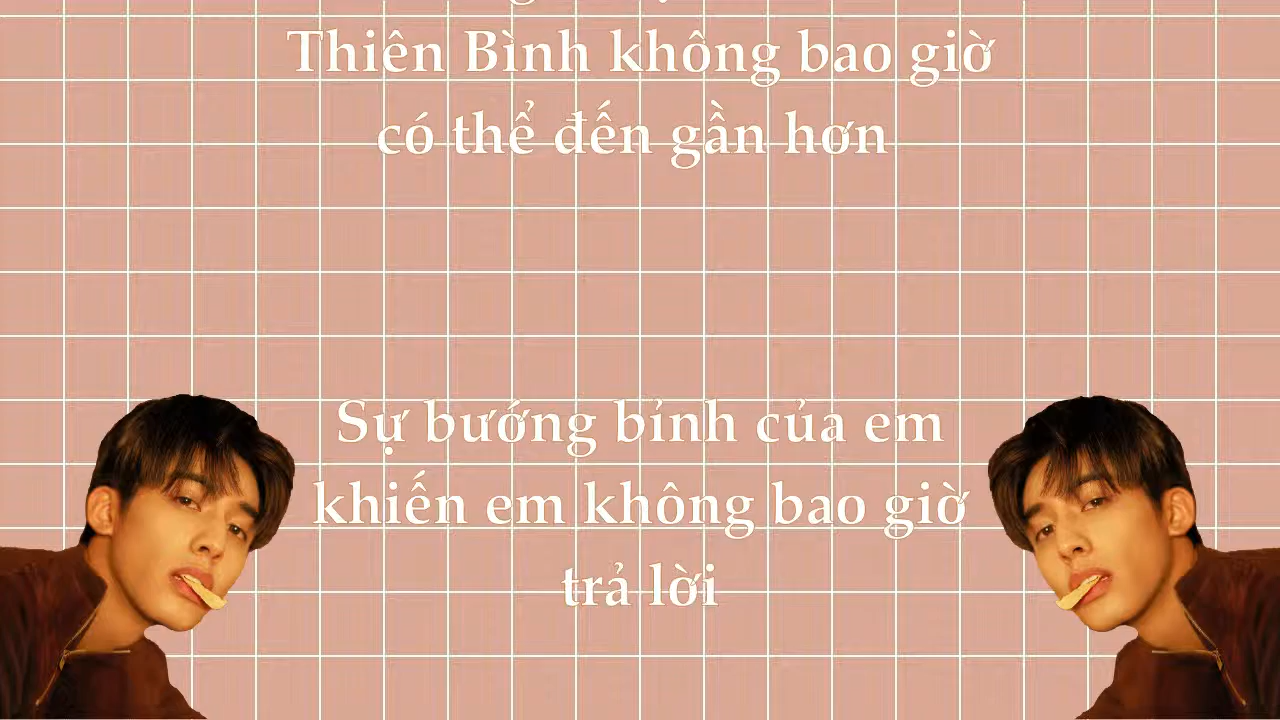 Thiên Bình không bao giờ
có thể đến gần hơn
Sự bướng bỉnh của em
khiến em không bao giờ
trả lời